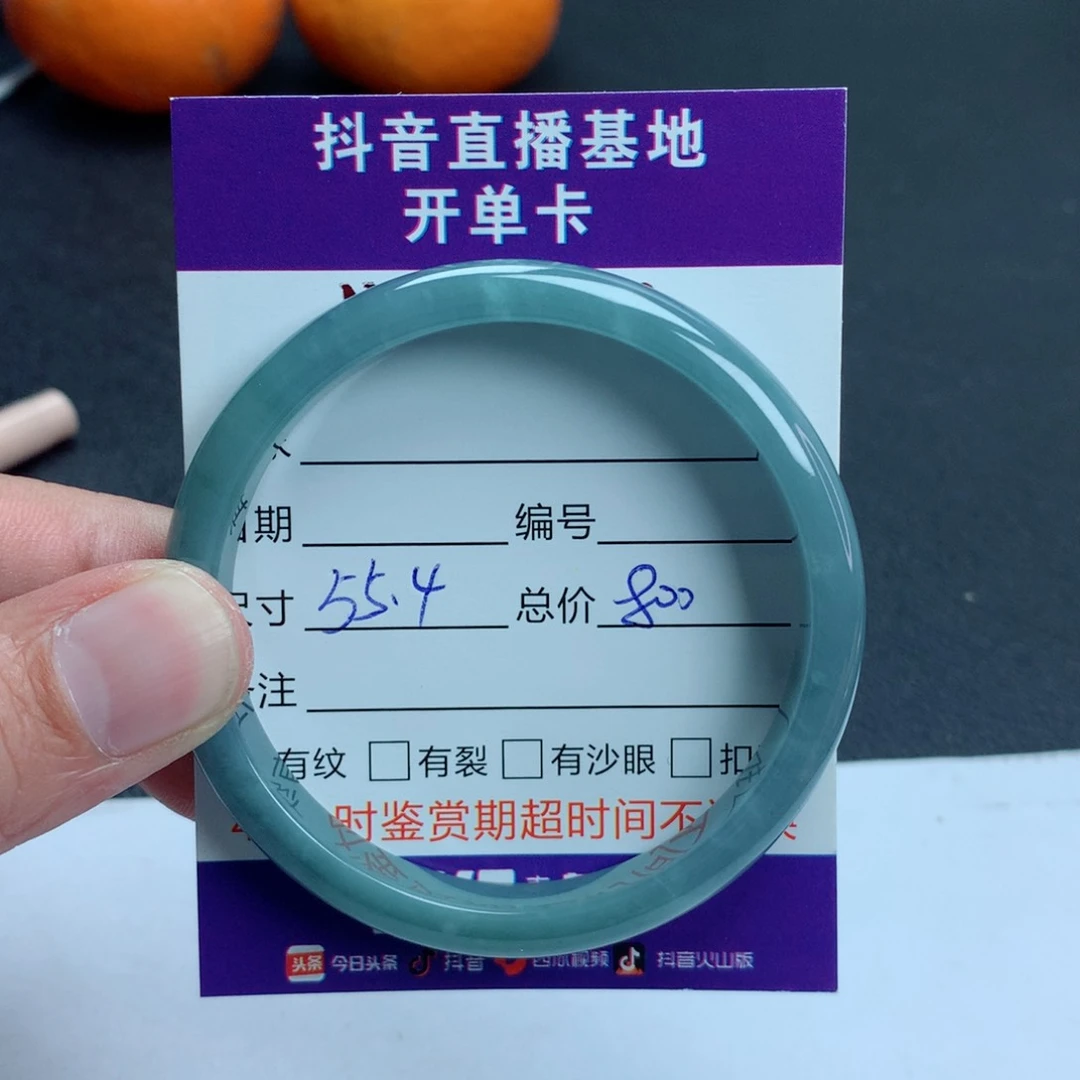 抖音直播基地
开单卡
期 编号
寸 55.4 总价 800
注
有纹 □有裂 □有沙眼 □扣
时鉴赏期超时间不
头条 今日头条 抖音 西瓜视频 抖音火山版